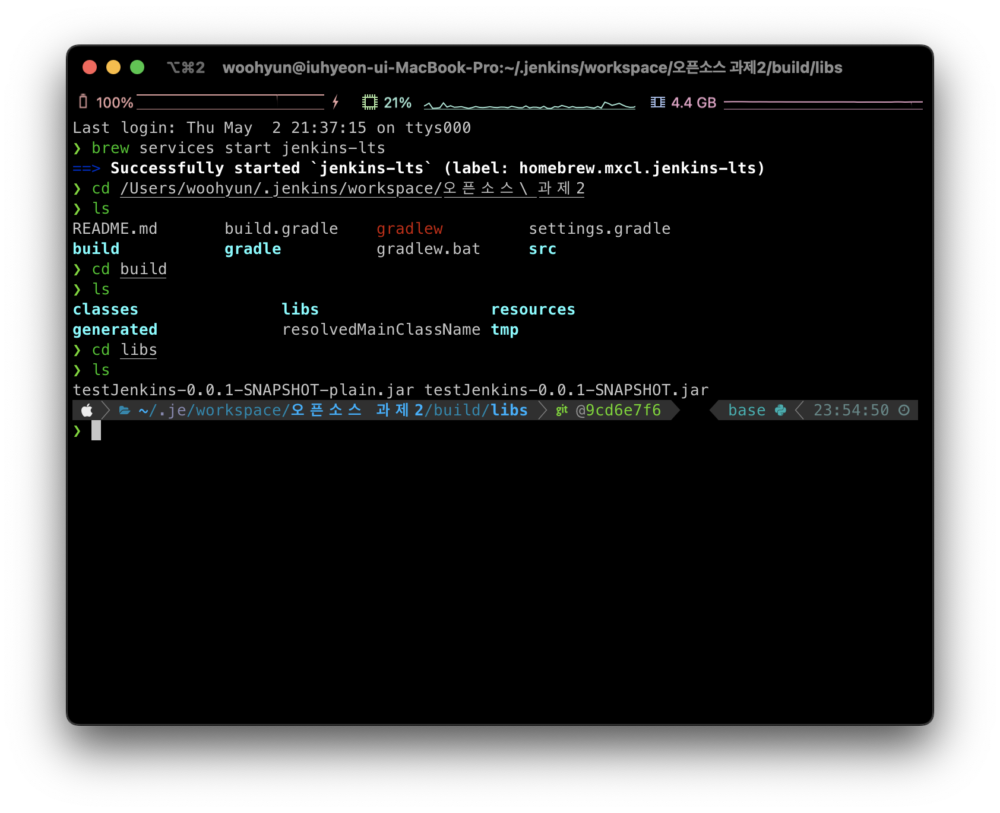 ⌥⌘2 woohyun@iuhyeon-ui-MacBook-Pro:~/.jenkins/workspace/오픈소스 과제2/build/libs
100% 21% 4.4 GB
Last login: Thu May  2 21:37:15 on ttys000
❯ brew services start jenkins-lts
==> Successfully started `jenkins-lts` (label: homebrew.mxcl.jenkins-lts)
❯ cd /Users/woohyun/.jenkins/workspace/오픈소스\ 과제2
❯ ls
README.md build.gradle gradlew settings.gradle
build gradle gradlew.bat src
❯ cd build
❯ ls
classes libs resources
generated resolvedMainClassName tmp
❯ cd libs
❯ ls
testJenkins-0.0.1-SNAPSHOT-plain.jar testJenkins-0.0.1-SNAPSHOT.jar
~/.je/workspace/오픈소스 과제2/build/libs git @9cd6e7f6 base 23:54:50
❯